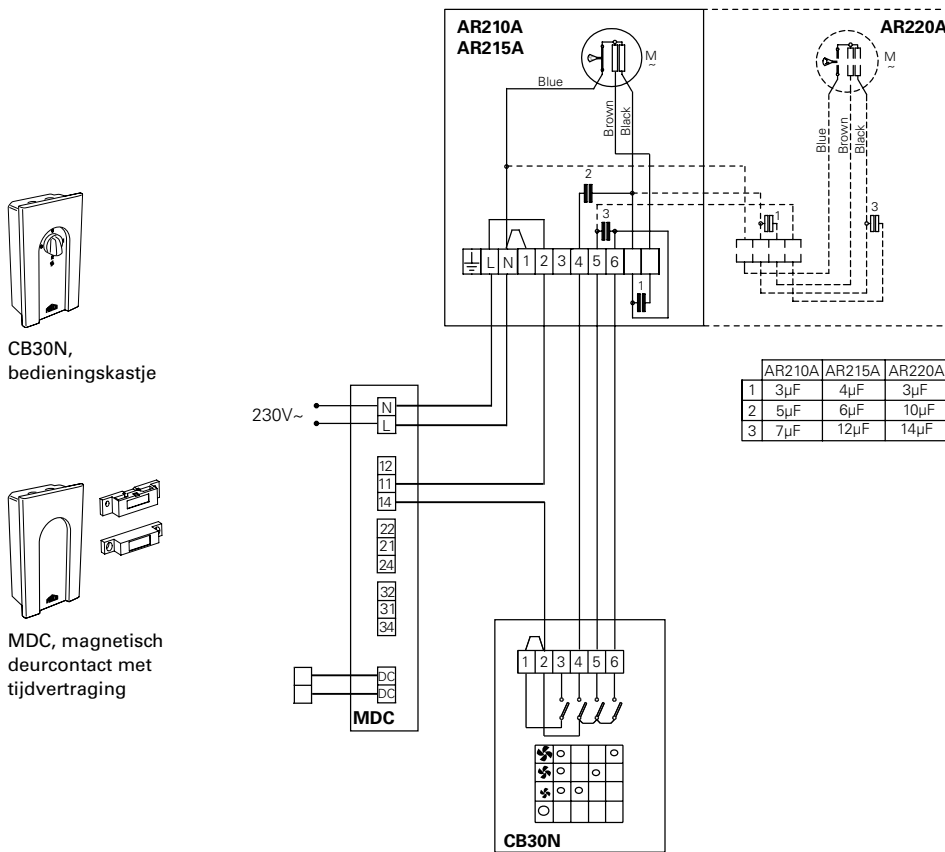 AR210A
AR215A
AR220A
M
~
M
~
Blue
Brown
Black
Blue
Brown
Black
2
3
1
3
L N 1 2 3 4 5 6
1
CB30N,
bedieningskastje
AR210A AR215A AR220A
1 3µF 4µF 3µF
2 5µF 6µF 10µF
3 7µF 12µF 14µF
230V~
N
L
12
11
14
22
21
24
32
31
34
DC
DC
MDC
MDC, magnetisch
deurcontact met
tijdvertraging
1 2 3 4 5 6
CB30N